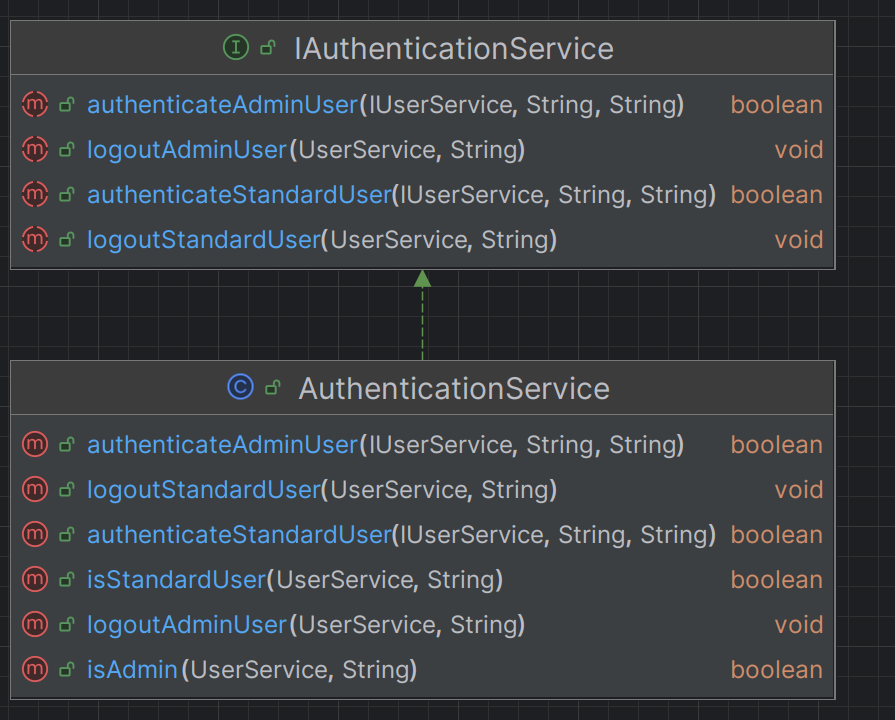 I IAuthenticationService
m authenticateAdminUser(IUserService, String, String) boolean
m logoutAdminUser(UserService, String) void
m authenticateStandardUser(IUserService, String, String) boolean
m logoutStandardUser(UserService, String) void
C AuthenticationService
m authenticateAdminUser(IUserService, String, String) boolean
m logoutStandardUser(UserService, String) void
m authenticateStandardUser(IUserService, String, String) boolean
m isStandardUser(UserService, String) boolean
m logoutAdminUser(UserService, String) void
m isAdmin(UserService, String) boolean